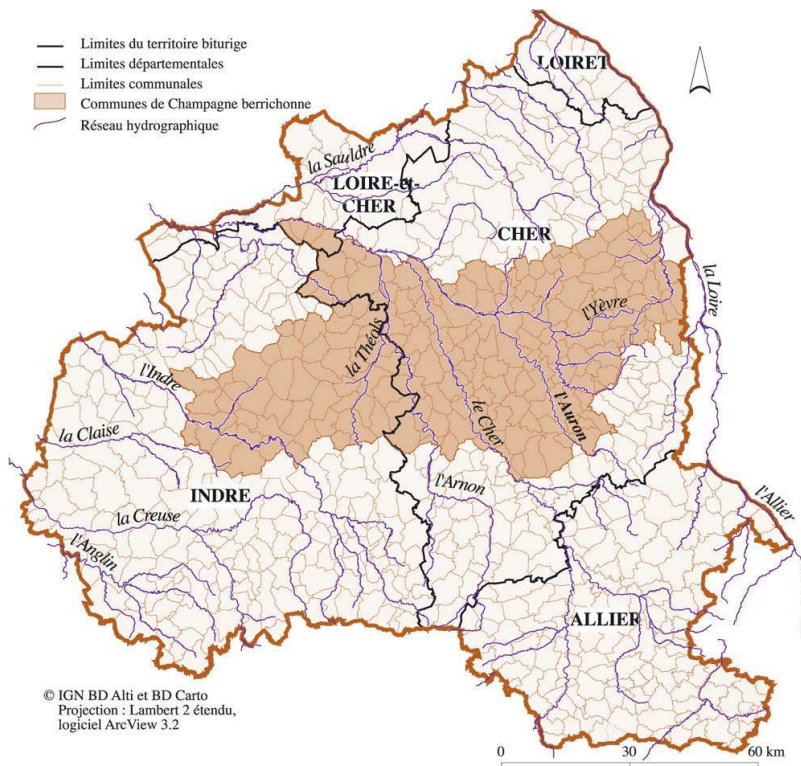 Limites du territoire biturige
Limites départementales
Limites communales
Communes de Champagne berrichonne
Réseau hydrographique
LOIRET
la Sauldre
LOIRE-et-
CHER
CHER
la Loire
l'Yèvre
la Théols
l'Indre
le Cher
l'Auron
la Claise
l'Arnon
INDRE
l'Allier
la Creuse
l'Anglin
ALLIER
© IGN BD Alti et BD Carto
Projection : Lambert 2 étendu,
logiciel ArcView 3.2
0 30 60 km